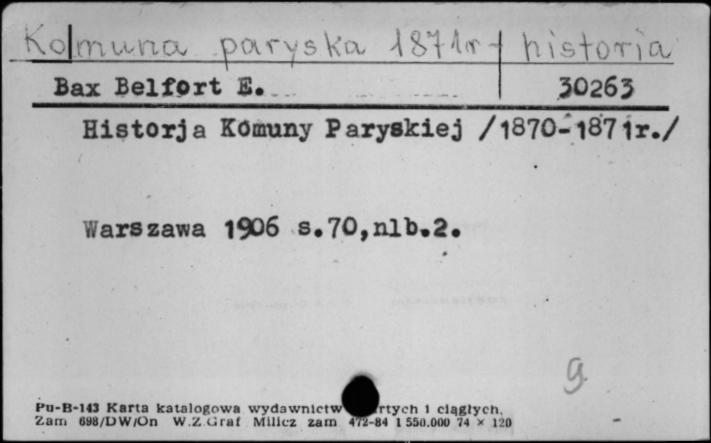 Komuna paryska 1871r - historia
Bax Belfort E. 30263
Historja Komuny Paryskiej /1870-1871r./
Warszawa 1906 s.70,nlb.2.
g
Pu-B-143 Karta katalogowa wydawnictw rtych i ciągłych.
Zam 698/DW/On W.Z.Graf Milicz zam 472-84 1 550.000 74 × 120